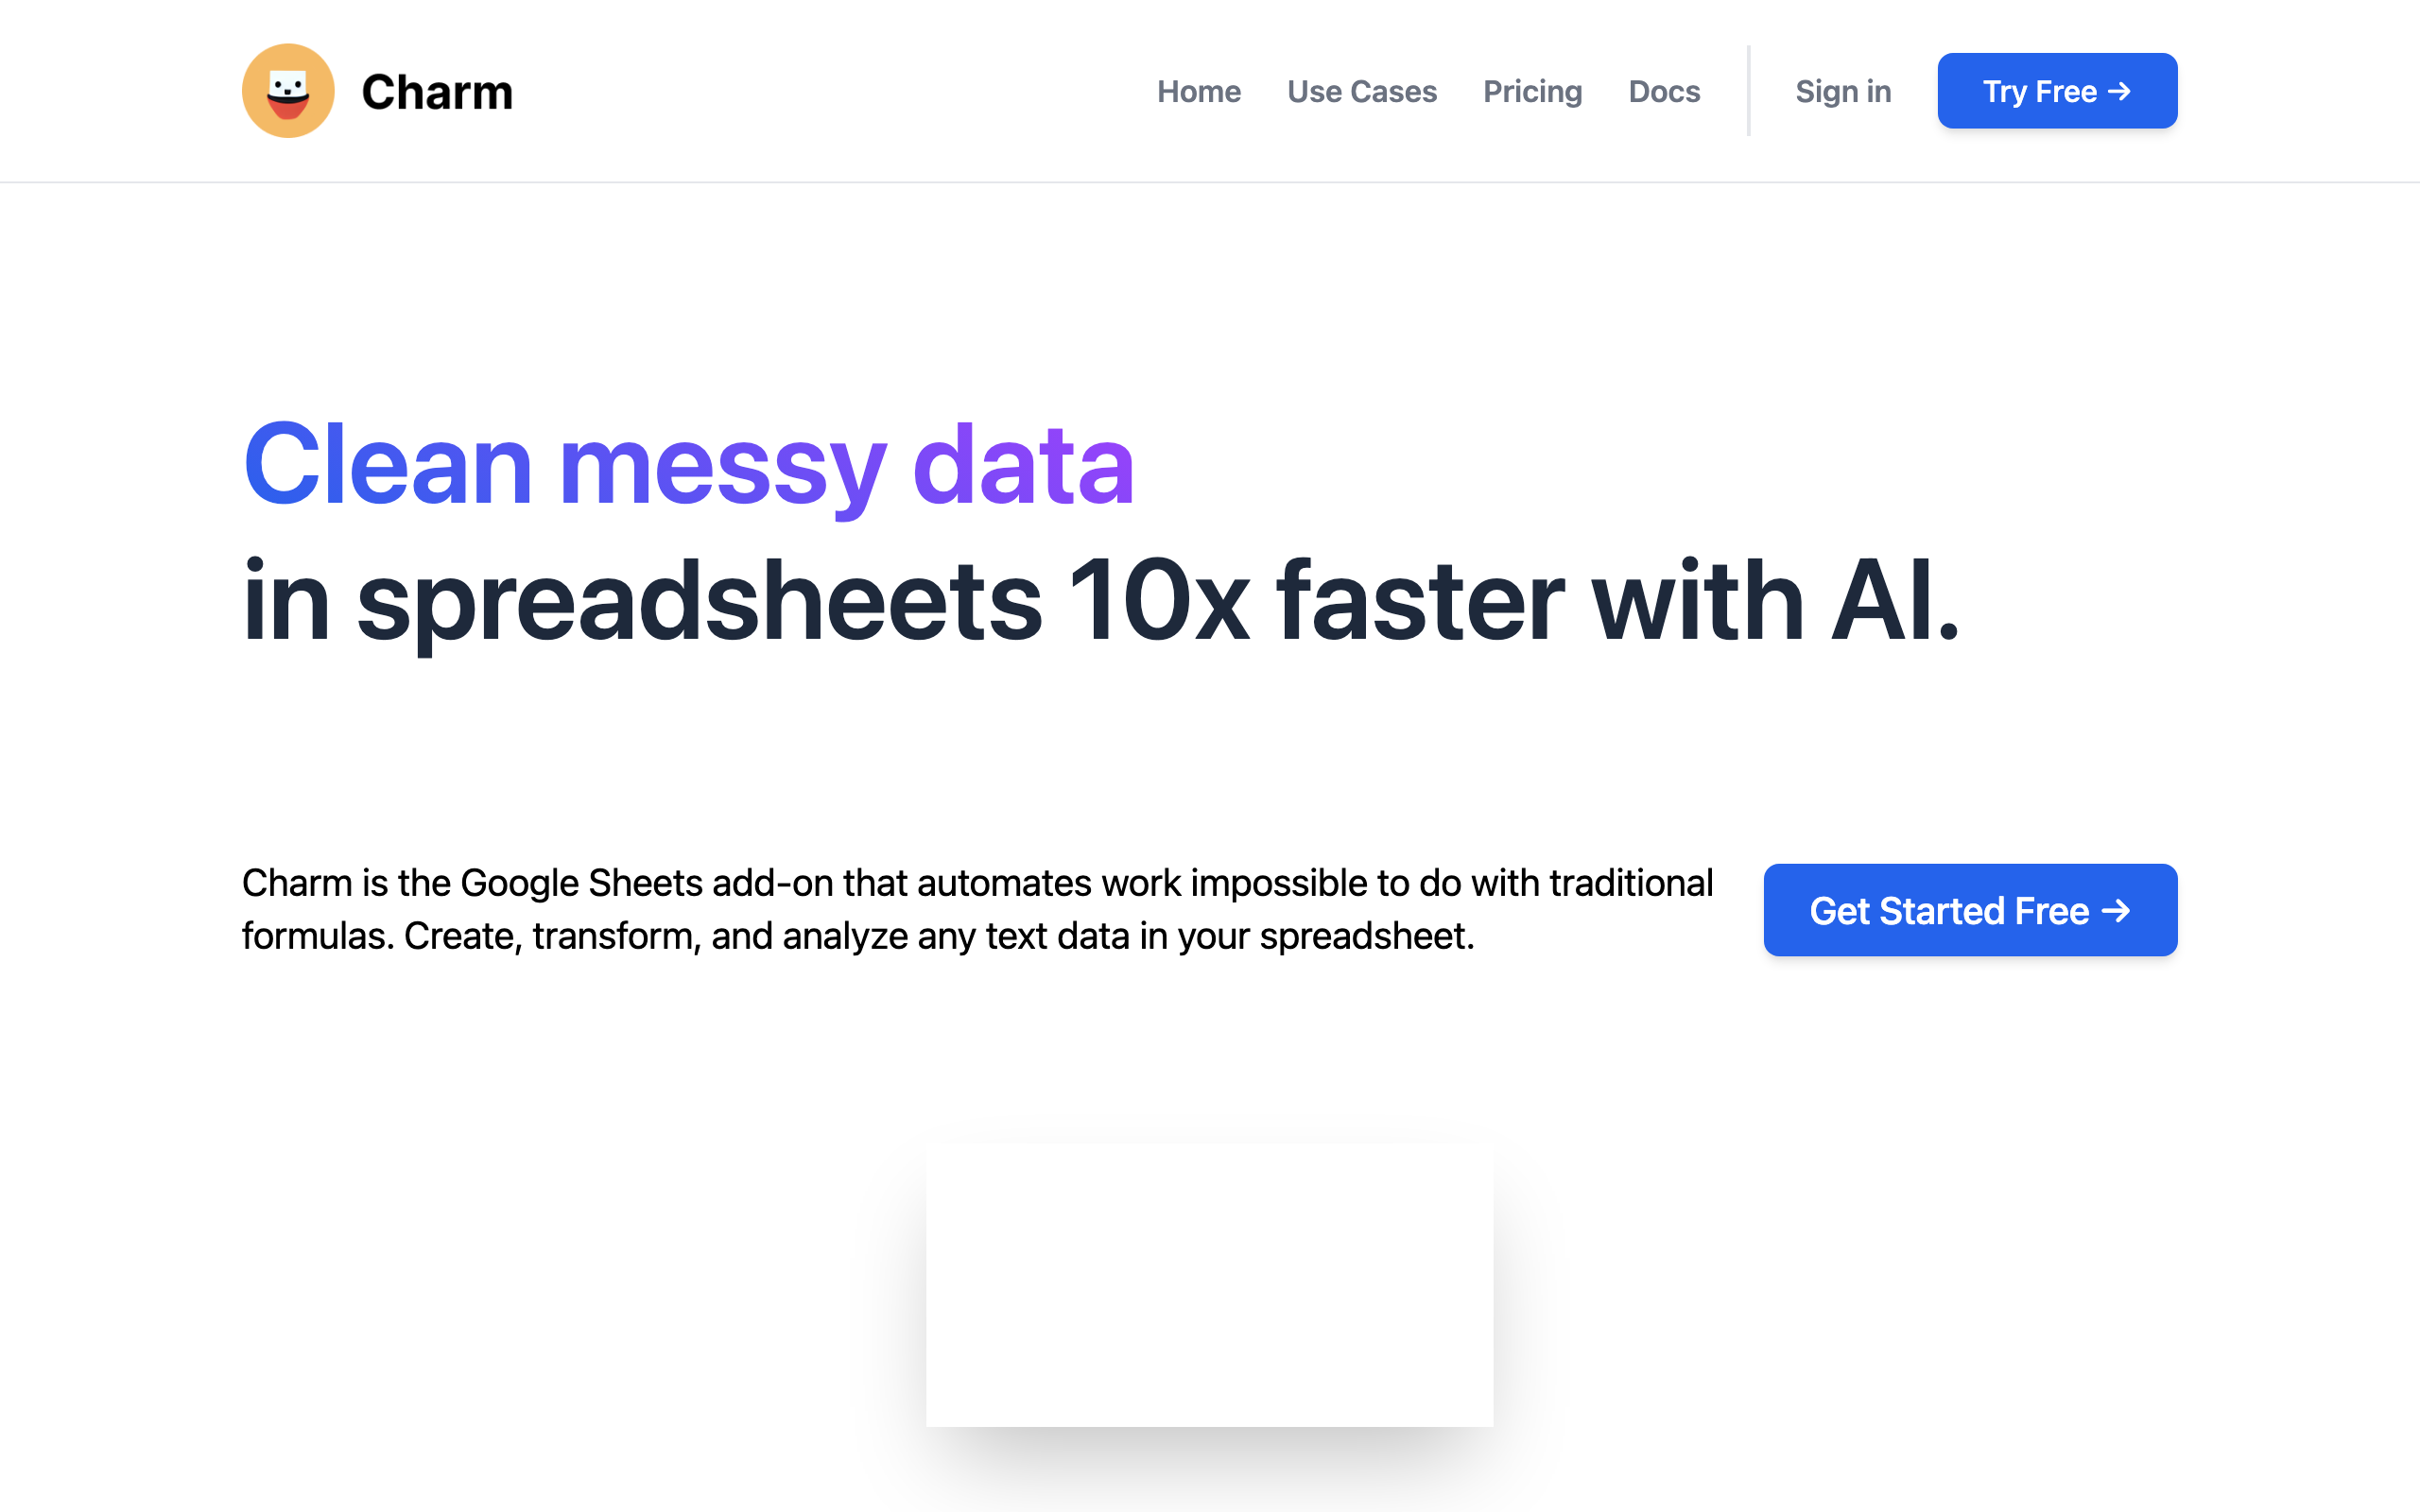 Charm
Home
Use Cases
Pricing
Docs
Sign in
Try Free →
Clean messy data
in spreadsheets 10x faster with AI.
Charm is the Google Sheets add-on that automates work impossible to do with traditional
formulas. Create, transform, and analyze any text data in your spreadsheet.
Get Started Free →